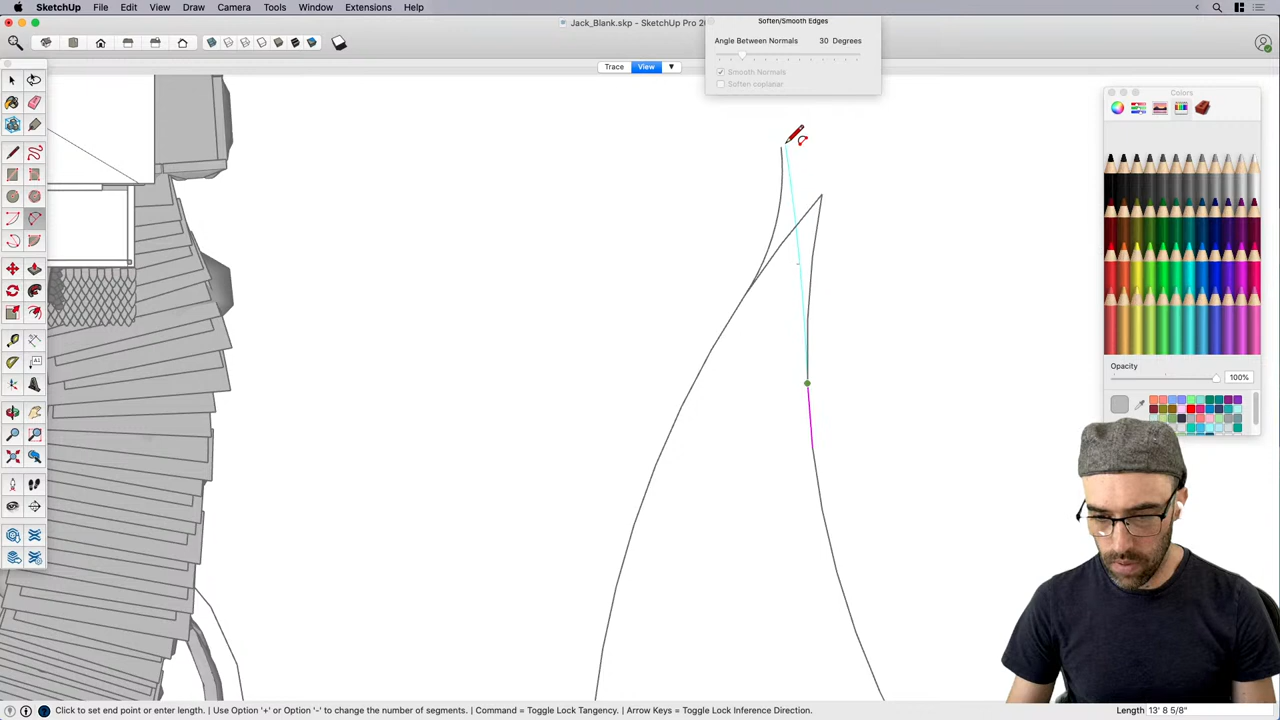 SketchUp File Edit View Draw Camera Tools Window Extensions Help
Jack_Blank.skp - SketchUp Pro 20
Soften/Smooth Edges
Angle Between Normals 30 Degrees
Smooth Normals
Soften coplanar
Trace View
Colors
Opacity
100%
Click to set end point or enter length. | Use Option '+' or Option '-' to change the number of segments. | Command = Toggle Lock Tangency. | Arrow Keys = Toggle Lock Inference Direction.
Length 13' 8 5/8"